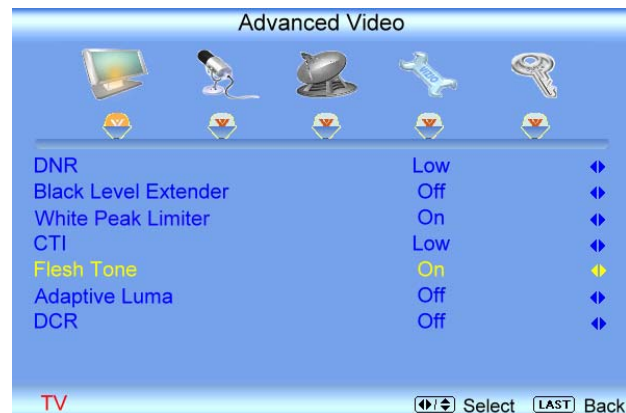 Advanced Video
VIZIO
DNR Low
Black Level Extender Off
White Peak Limiter On
CTI Low
Flesh Tone On
Adaptive Luma Off
DCR Off
TV Select LAST Back